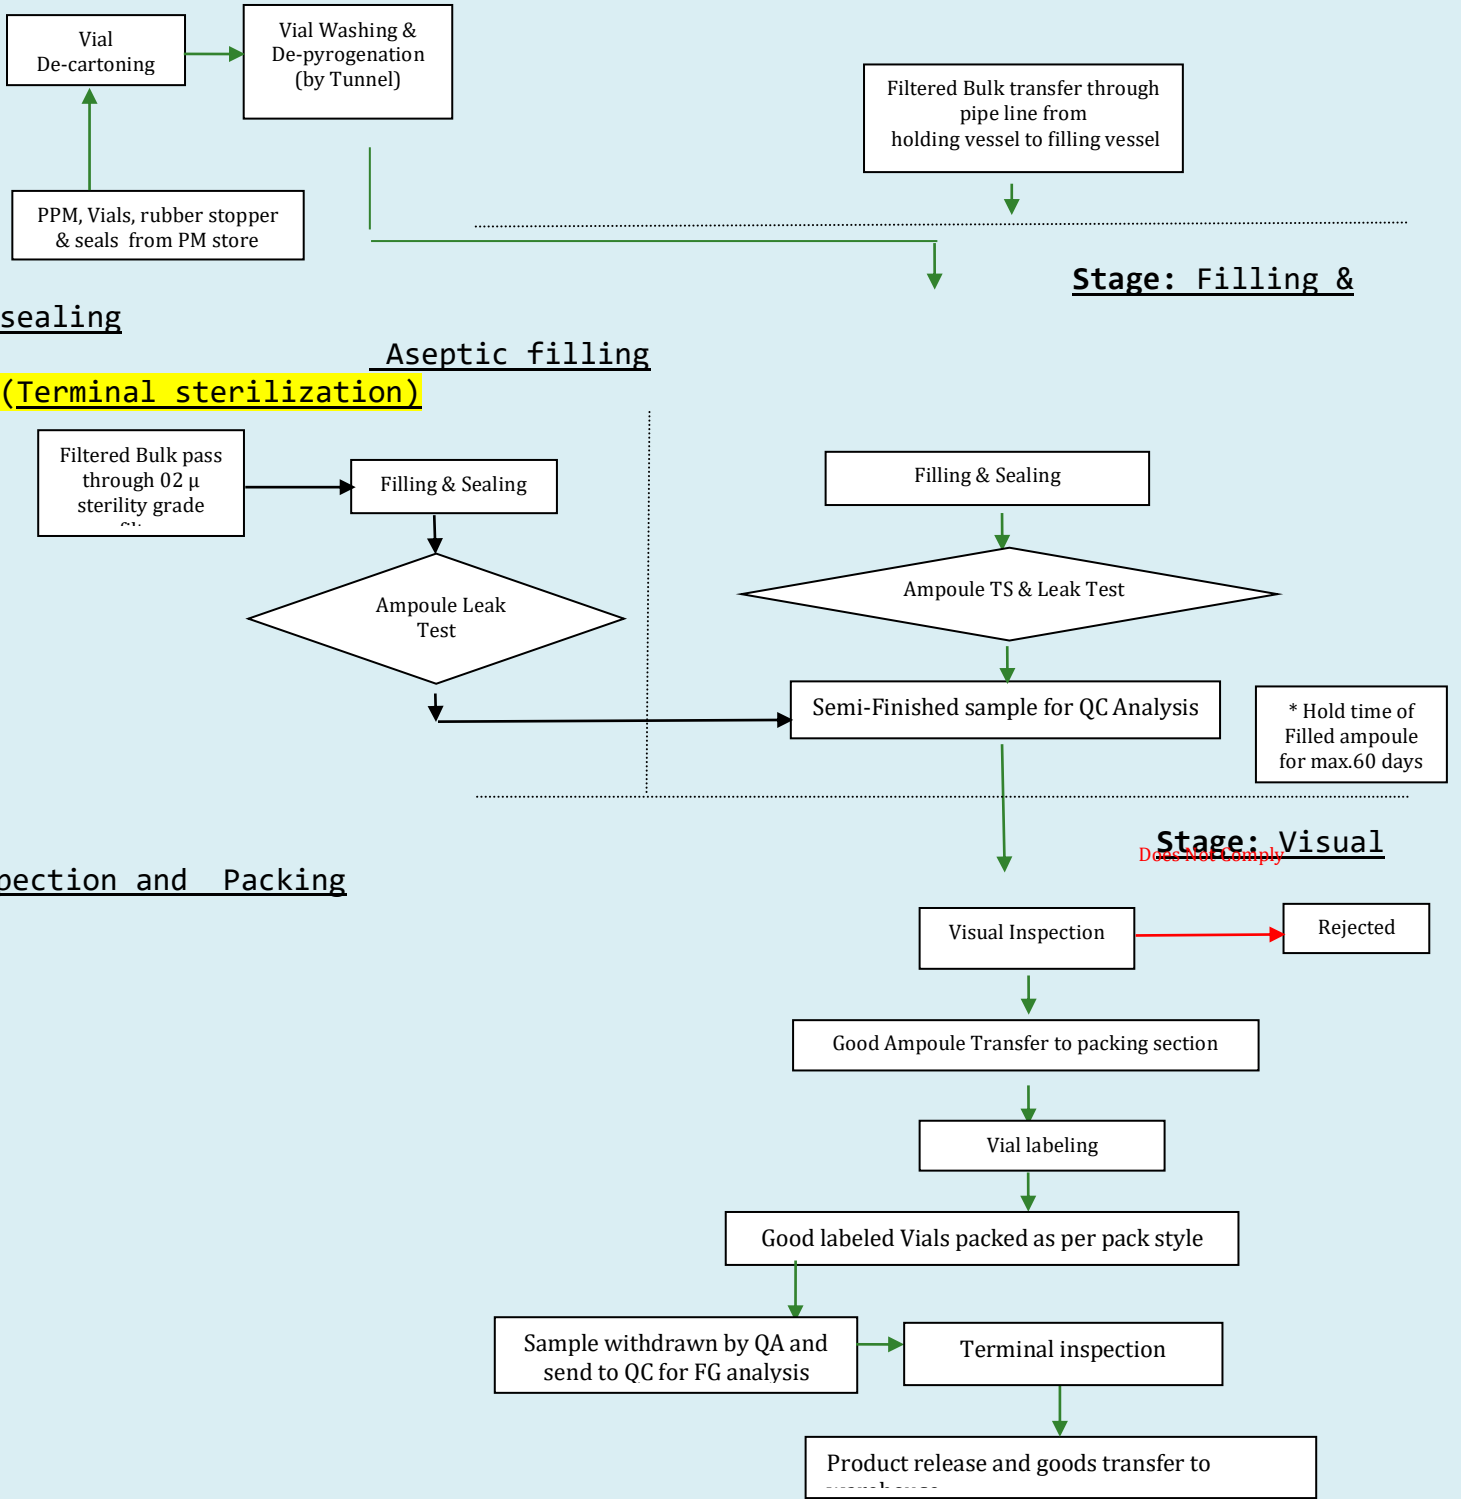 Vial
De-cartoning
Vial Washing &
De-pyrogenation
(by Tunnel)
Filtered Bulk transfer through
pipe line from
holding vessel to filling vessel
PPM, Vials, rubber stopper
& seals from PM store
Stage: Filling &
sealing
Aseptic filling
(Terminal sterilization)
Filtered Bulk pass
through 02 µ
sterility grade
Filling & Sealing
Filling & Sealing
Ampoule Leak
Test
Ampoule TS & Leak Test
Semi-Finished sample for QC Analysis
* Hold time of
Filled ampoule
for max.60 days
Stage: Visual
Does Not Comply
pection and Packing
Visual Inspection
Rejected
Good Ampoule Transfer to packing section
Vial labeling
Good labeled Vials packed as per pack style
Sample withdrawn by QA and
send to QC for FG analysis
Terminal inspection
Product release and goods transfer to